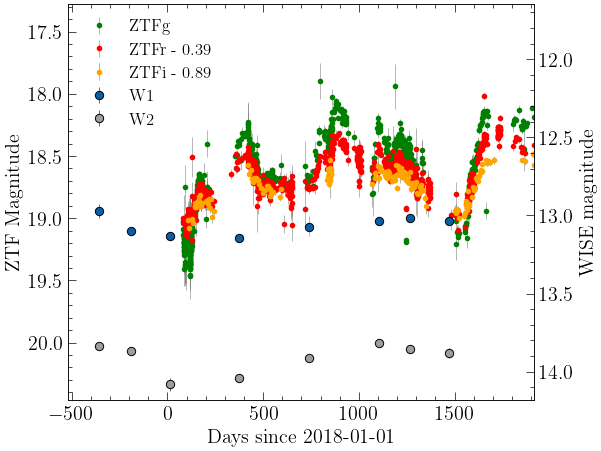 ZTFg
ZTFr - 0.39
ZTFi - 0.89
W1
W2
17.5
18.0
18.5
19.0
19.5
20.0
ZTF Magnitude
12.0
12.5
13.0
13.5
14.0
WISE magnitude
−500
0
500
1000
1500
Days since 2018-01-01